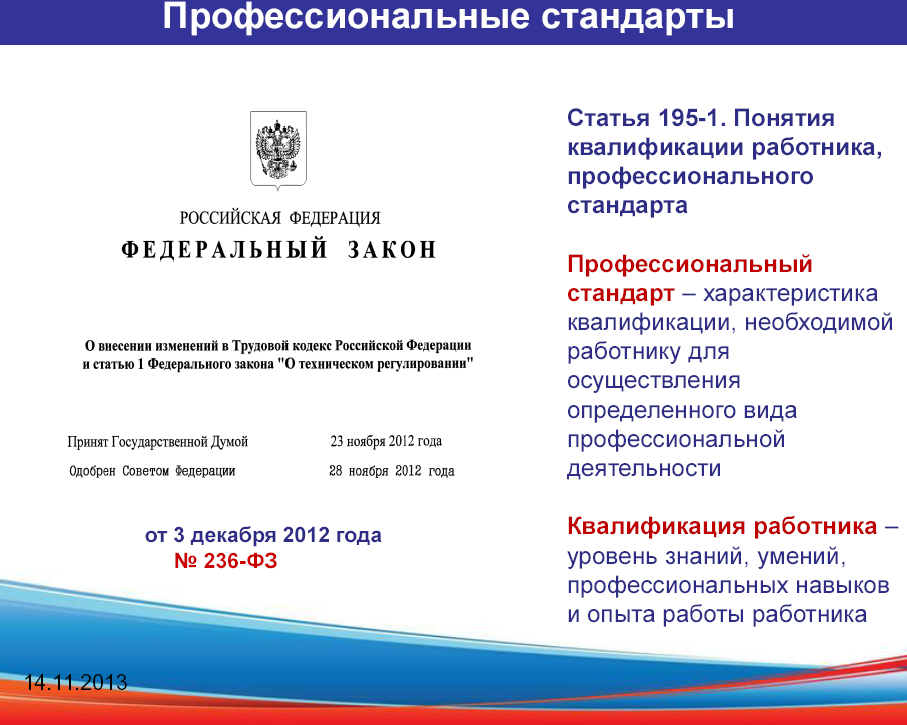 Профессиональные стандарты
РОССИЙСКАЯ ФЕДЕРАЦИЯ
ФЕДЕРАЛЬНЫЙ ЗАКОН
О внесении изменений в Трудовой кодекс Российской Федерации
и статью 1 Федерального закона "О техническом регулировании"
Принят Государственной Думой 23 ноября 2012 года
Одобрен Советом Федерации 28 ноября 2012 года
от 3 декабря 2012 года
№ 236-ФЗ
Статья 195-1. Понятия
квалификации работника,
профессионального
стандарта
Профессиональный
стандарт – характеристика
квалификации, необходимой
работнику для
осуществления
определенного вида
профессиональной
деятельности
Квалификация работника –
уровень знаний, умений,
профессиональных навыков
и опыта работы работника
14.11.2013